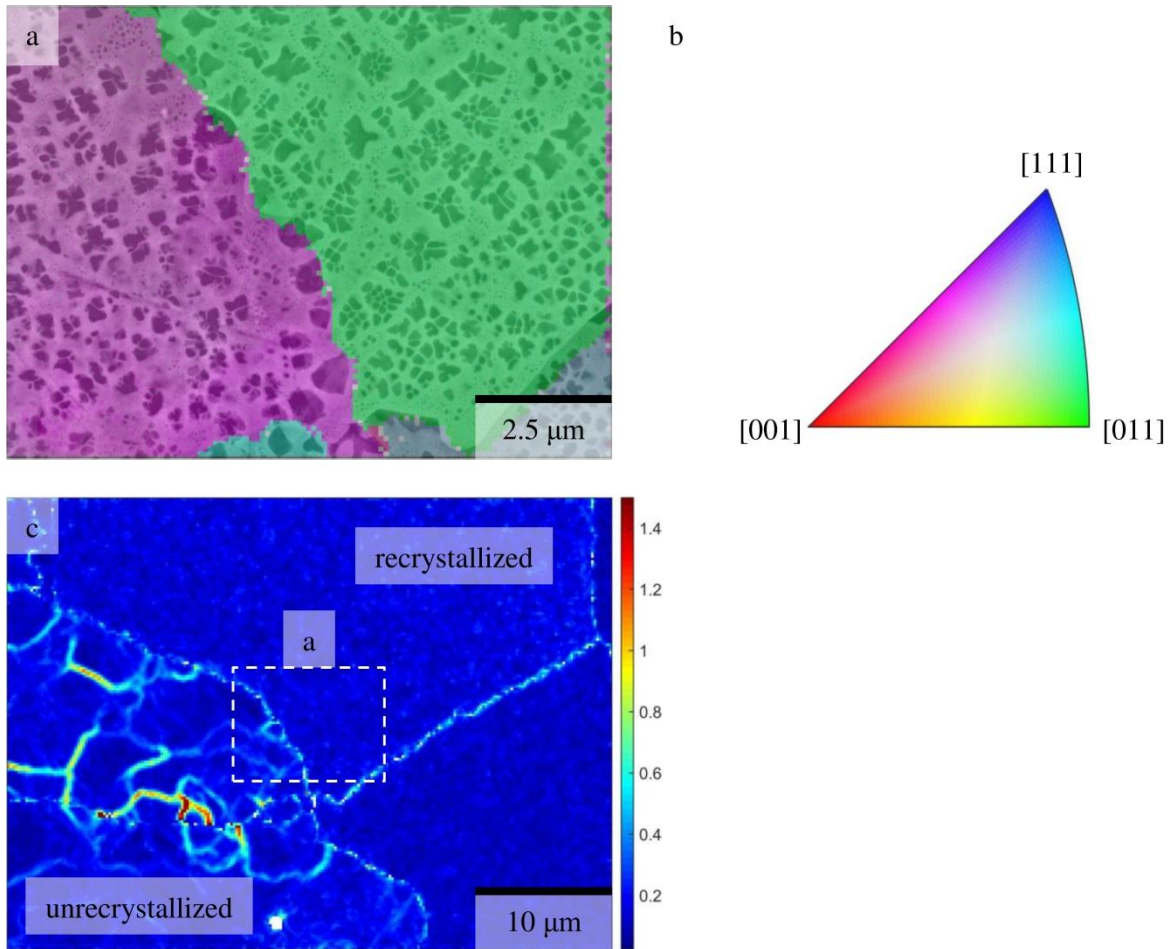 a
b
[111]
[001]
[011]
2.5 μm
c
recrystallized
a
unrecrystallized
10 μm
1.4
1.2
1
0.8
0.6
0.4
0.2